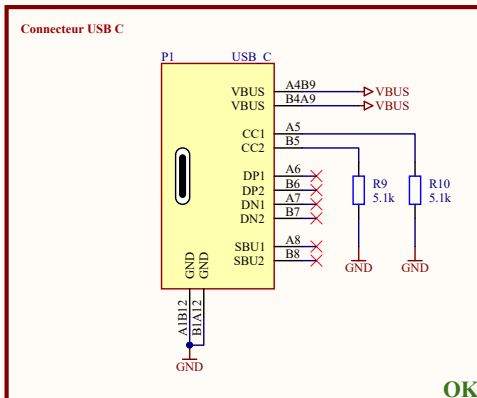 Connecteur USB C
P1 USB C
VBUS A4B9 VBUS
VBUS B4A9 VBUS
CC1 A5
CC2 B5
DP1 A6
DP2 B6
DN1 A7
DN2 B7
R9 R10
5.1k 5.1k
SBU1 A8
SBU2 B8
GND GND
GND GND
A1B12 B1A12
GND
OK